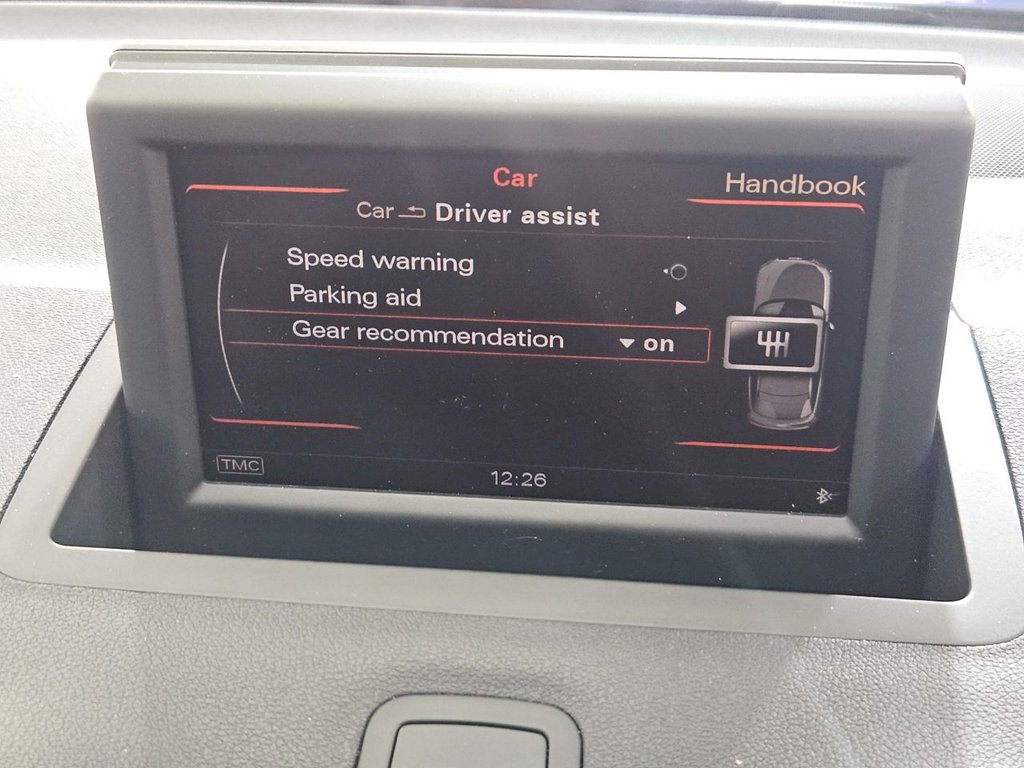 Car
Handbook
Car Driver assist
Speed warning
Parking aid
Gear recommendation on
TMC
12:26